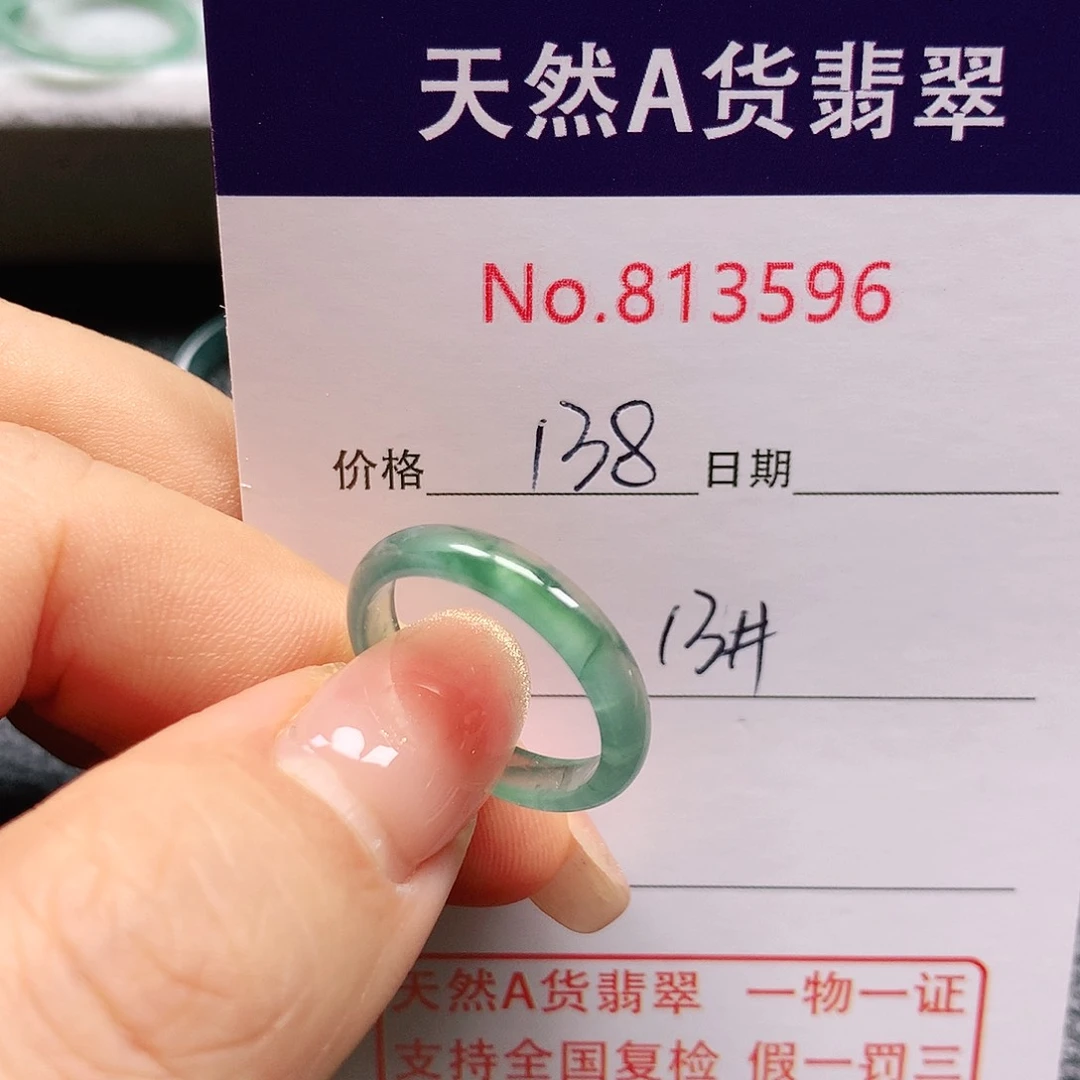 天然A货翡翠
No.813596
价格 138 日期
13#
天然A货翡翠 一物一证
支持全国复检 假一罚三